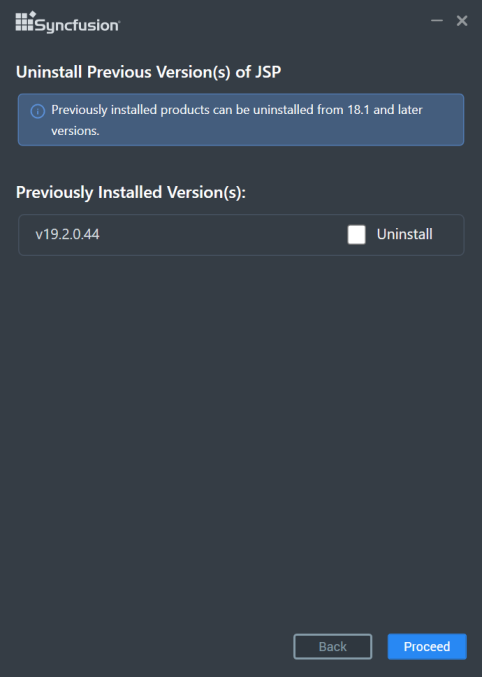 Syncfusion
Uninstall Previous Version(s) of JSP
Previously installed products can be uninstalled from 18.1 and later
versions.
Previously Installed Version(s):
v19.2.0.44 Uninstall
Back Proceed